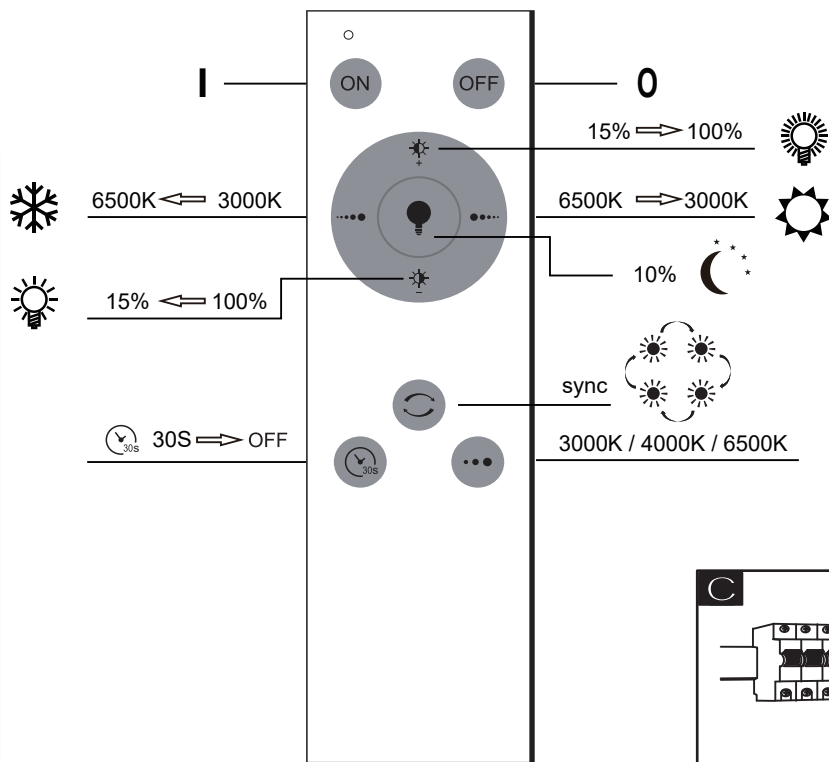 I ON OFF 0
15% 100%
+
6500K 3000K
6500K 3000K
10%
–
15% 100%
sync
30s 30S OFF
3000K / 4000K / 6500K
30s
C